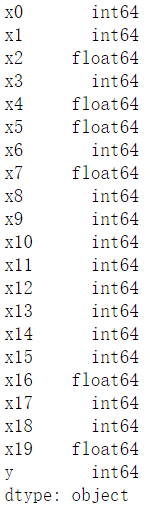 x0 int64
x1 int64
x2 float64
x3 int64
x4 float64
x5 float64
x6 int64
x7 float64
x8 int64
x9 int64
x10 int64
x11 int64
x12 int64
x13 int64
x14 int64
x15 int64
x16 float64
x17 int64
x18 int64
x19 float64
y int64
dtype: object